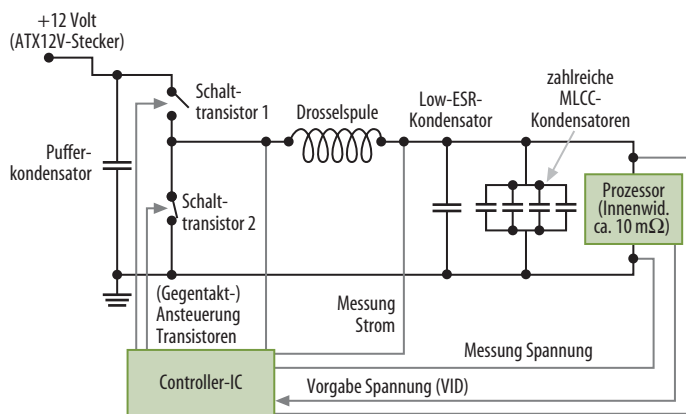 +12 Volt
(ATX12V-Stecker)
Schalt-
transistor 1
Drosselspule
Low-ESR-
Kondensator
zahlreiche
MLCC-
Kondensatoren
Puffer-
kondensator
Schalt-
transistor 2
Prozessor
(Innenwid.
ca. 10 mΩ)
(Gegentakt-)
Ansteuerung
Transistoren
Messung
Strom
Messung Spannung
Controller-IC
Vorgabe Spannung (VID)